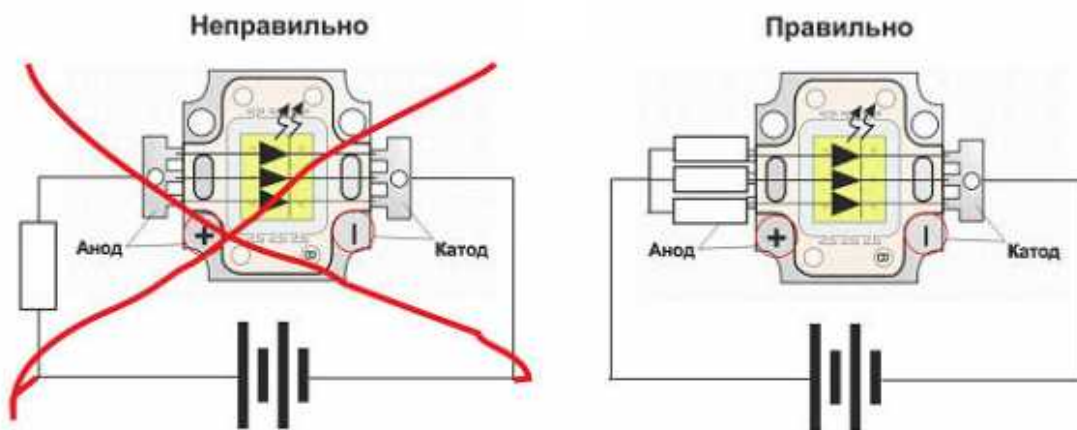 Неправильно
Правильно
Анод
+
Катод
B
Анод
+
Катод
B